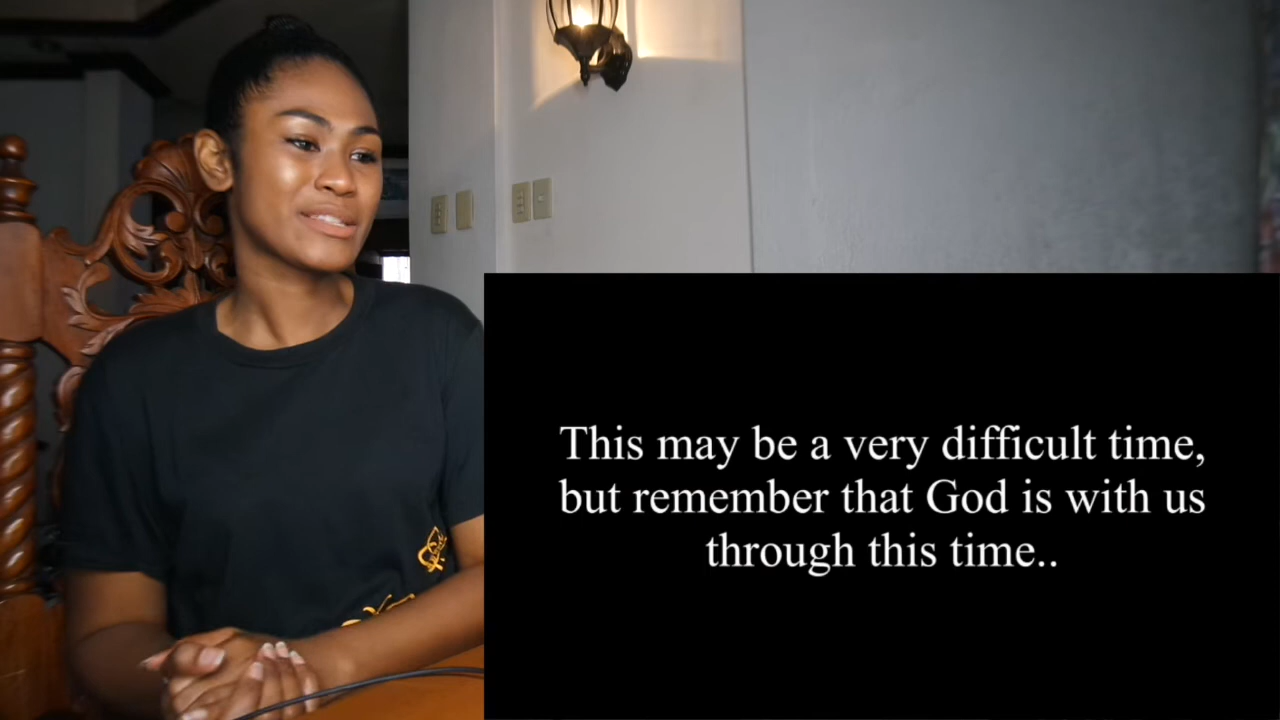 This may be a very difficult time,
but remember that God is with us
through this time..